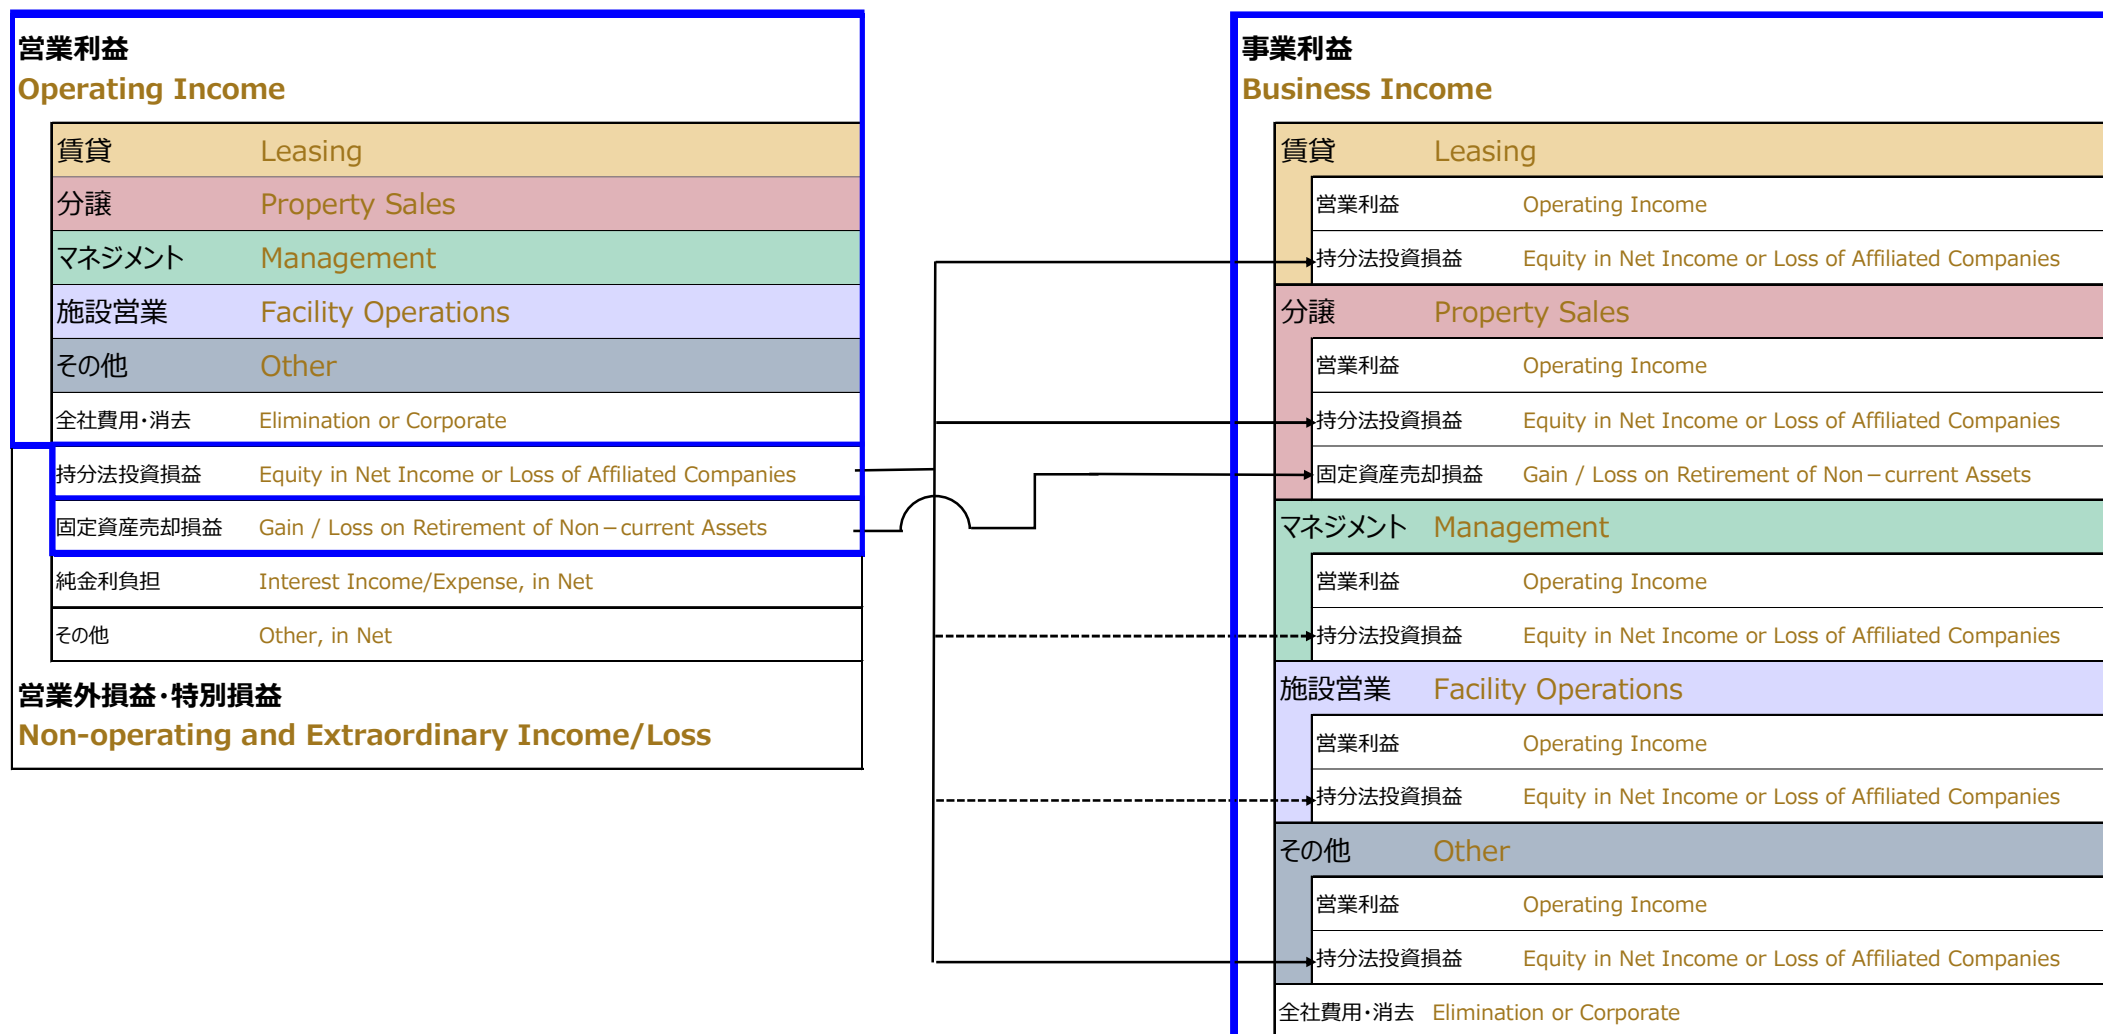 営業利益
Operating Income
賃貸 Leasing
分譲 Property Sales
マネジメント Management
施設営業 Facility Operations
その他 Other
全社費用・消去 Elimination or Corporate
持分法投資損益 Equity in Net Income or Loss of Affiliated Companies
固定資産売却損益 Gain / Loss on Retirement of Non－current Assets
純金利負担 Interest Income/Expense, in Net
その他 Other, in Net
営業外損益・特別損益
Non-operating and Extraordinary Income/Loss
事業利益
Business Income
賃貸 Leasing
営業利益 Operating Income
持分法投資損益 Equity in Net Income or Loss of Affiliated Companies
分譲 Property Sales
営業利益 Operating Income
持分法投資損益 Equity in Net Income or Loss of Affiliated Companies
固定資産売却損益 Gain / Loss on Retirement of Non－current Assets
マネジメント Management
営業利益 Operating Income
持分法投資損益 Equity in Net Income or Loss of Affiliated Companies
施設営業 Facility Operations
営業利益 Operating Income
持分法投資損益 Equity in Net Income or Loss of Affiliated Companies
その他 Other
営業利益 Operating Income
持分法投資損益 Equity in Net Income or Loss of Affiliated Companies
全社費用・消去 Elimination or Corporate